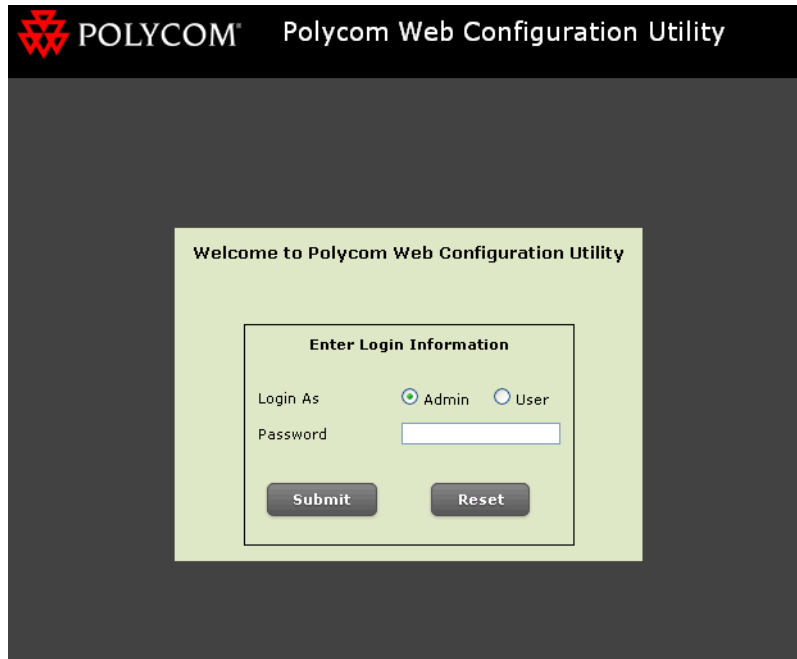 POLYCOM® Polycom Web Configuration Utility
Welcome to Polycom Web Configuration Utility
Enter Login Information
Login As Admin User
Password
Submit Reset